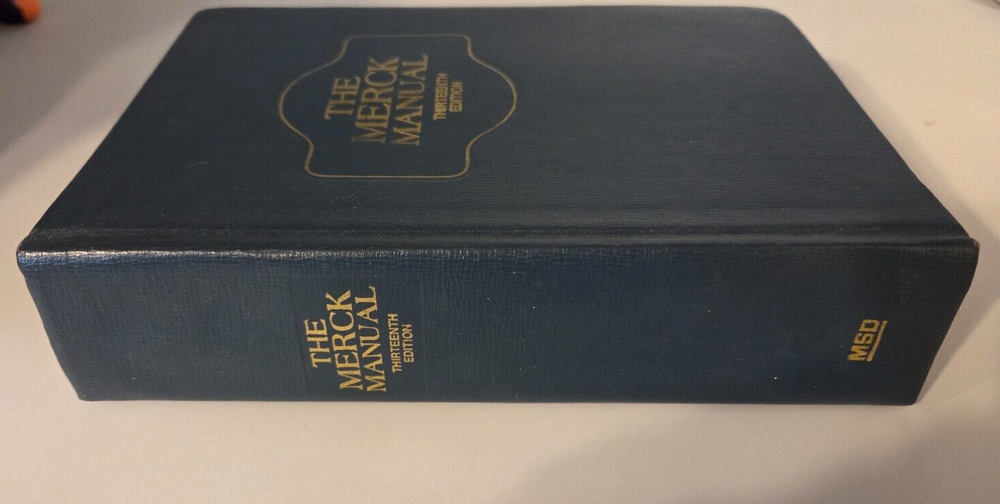 THE
MERCK
MANUAL
THIRTEENTH
EDITION
THE
MERCK
MANUAL
THIRTEENTH
EDITION
MSD